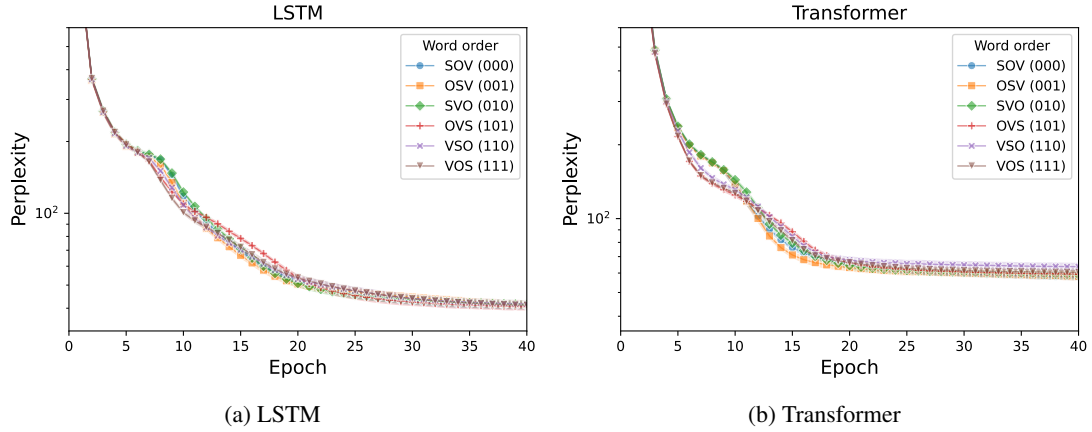 LSTM
Perplexity
10²
0 5 10 15 20 25 30 35 40
Epoch
Word order
SOV (000)
OSV (001)
SVO (010)
OVS (101)
VSO (110)
VOS (111)
(a) LSTM
Transformer
Perplexity
10²
0 5 10 15 20 25 30 35 40
Epoch
Word order
SOV (000)
OSV (001)
SVO (010)
OVS (101)
VSO (110)
VOS (111)
(b) Transformer